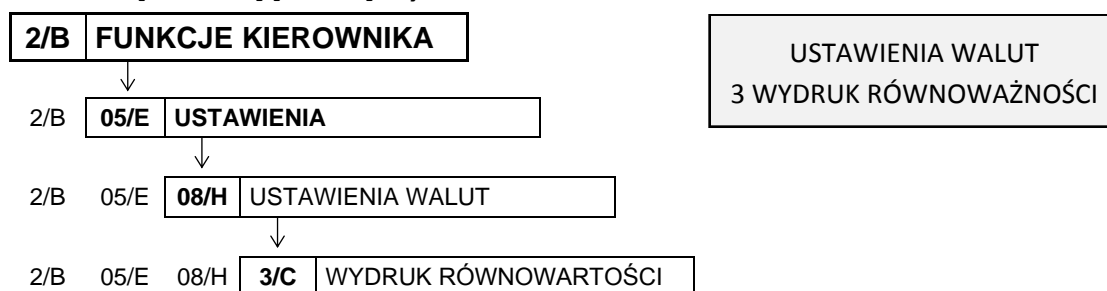 2/B FUNKCJE KIEROWNIKA
USTAWIENIA WALUT
3 WYDRUK RÓWNOWAŻNOŚCI
2/B 05/E USTAWIENIA
2/B 05/E 08/H USTAWIENIA WALUT
2/B 05/E 08/H 3/C WYDRUK RÓWNOWARTOŚCI